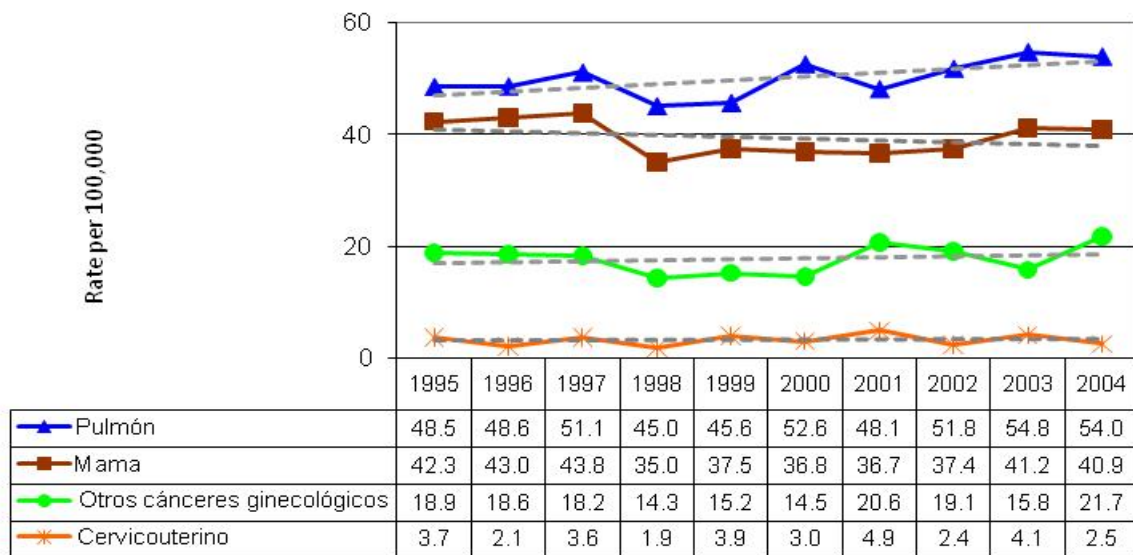 60
40
20
0
Rate per 100,000
1995 1996 1997 1998 1999 2000 2001 2002 2003 2004
Pulmón 48.5 48.6 51.1 45.0 45.6 52.6 48.1 51.8 54.8 54.0
Mama 42.3 43.0 43.8 35.0 37.5 36.8 36.7 37.4 41.2 40.9
Otros cánceres ginecológicos 18.9 18.6 18.2 14.3 15.2 14.5 20.6 19.1 15.8 21.7
Cervicouterino 3.7 2.1 3.6 1.9 3.9 3.0 4.9 2.4 4.1 2.5